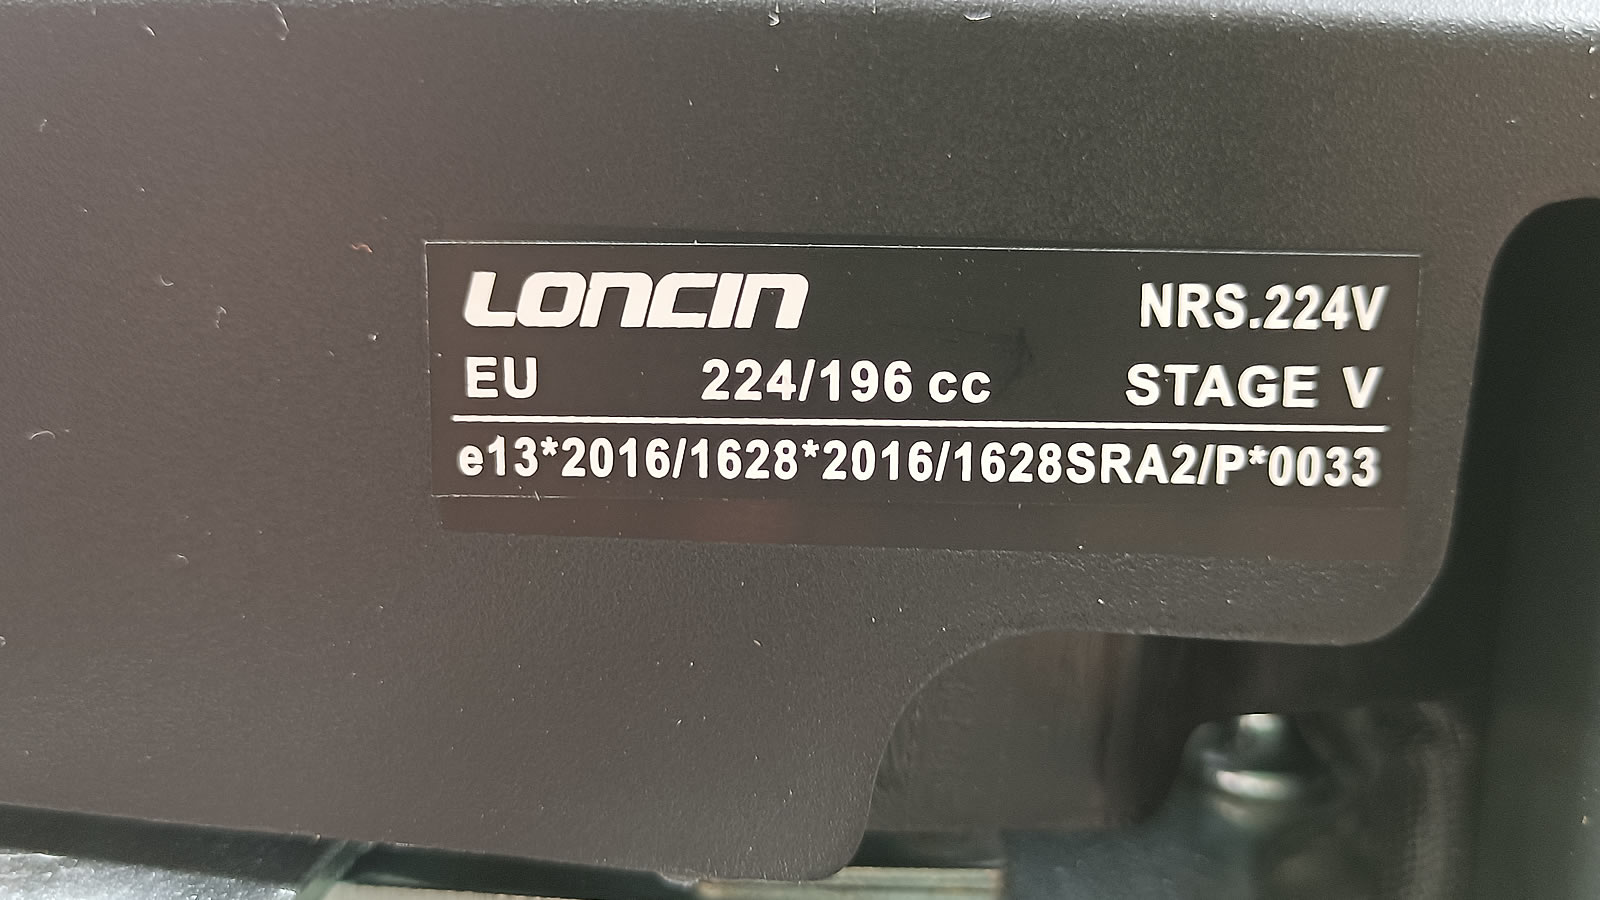 LONCIN NRS.224V
EU 224/196 cc STAGE V
e13*2016/1628*2016/1628SRA2/P*0033